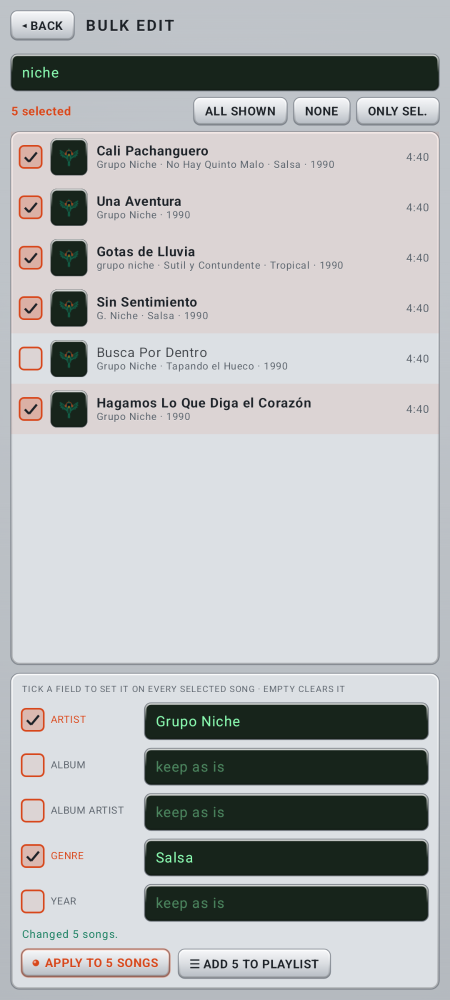 ◂ BACK BULK EDIT
niche
5 selected ALL SHOWN NONE ONLY SEL.
Cali Pachanguero
Grupo Niche · No Hay Quinto Malo · Salsa · 1990
4:40
Una Aventura
Grupo Niche · 1990
4:40
Gotas de Lluvia
grupo niche · Sutil y Contundente · Tropical · 1990
4:40
Sin Sentimiento
G. Niche · Salsa · 1990
4:40
Busca Por Dentro
Grupo Niche · Tapando el Hueco · 1990
4:40
Hagamos Lo Que Diga el Corazón
Grupo Niche · 1990
4:40
TICK A FIELD TO SET IT ON EVERY SELECTED SONG · EMPTY CLEARS IT
ARTIST Grupo Niche
ALBUM keep as is
ALBUM ARTIST keep as is
GENRE Salsa
YEAR keep as is
Changed 5 songs.
APPLY TO 5 SONGS ☰ ADD 5 TO PLAYLIST